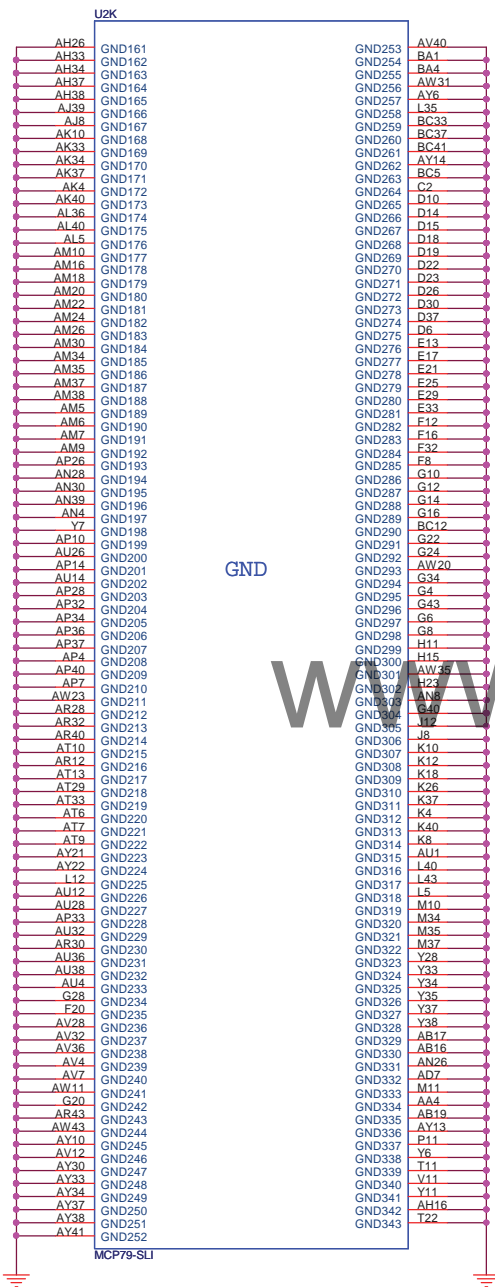 U2K
AH26 GND161
AH33 GND162
AH34 GND163
AH37 GND164
AH38 GND165
AJ39 GND166
AJ8 GND167
AK10 GND168
AK33 GND169
AK34 GND170
AK37 GND171
AK4 GND172
AK40 GND173
AL36 GND174
AL40 GND175
AL5 GND176
AM10 GND177
AM16 GND178
AM18 GND179
AM20 GND180
AM22 GND181
AM24 GND182
AM26 GND183
AM30 GND184
AM34 GND185
AM35 GND186
AM37 GND187
AM38 GND188
AM5 GND189
AM6 GND190
AM7 GND191
AM9 GND192
AP26 GND193
AN28 GND194
AN30 GND195
AN39 GND196
AN4 GND197
Y7 GND198
AP10 GND199
AU26 GND200
AP14 GND201
AU14 GND202
AP28 GND203
AP32 GND204
AP34 GND205
AP36 GND206
AP37 GND207
AP4 GND208
AP40 GND209
AP7 GND210
AW23 GND211
AR28 GND212
AR32 GND213
AR40 GND214
AT10 GND215
AR12 GND216
AT13 GND217
AT29 GND218
AT33 GND219
AT6 GND220
AT7 GND221
AT9 GND222
AY21 GND223
AY22 GND224
L12 GND225
AU12 GND226
AU28 GND227
AP33 GND228
AU32 GND229
AR30 GND230
AU36 GND231
AU38 GND232
AU4 GND233
G28 GND234
F20 GND235
AV28 GND236
AV32 GND237
AV36 GND238
AV4 GND239
AV7 GND240
AW11 GND241
G20 GND242
AR43 GND243
AW43 GND244
AY10 GND245
AV12 GND246
AY30 GND247
AY33 GND248
AY34 GND249
AY37 GND250
AY38 GND251
AY41 GND252
GND
GND253 AV40
GND254 BA1
GND255 BA4
GND256 AW31
GND257 AY6
GND258 L35
GND259 BC33
GND260 BC37
GND261 BC41
GND262 AY14
GND263 BC5
GND264 C2
GND265 D10
GND266 D14
GND267 D15
GND268 D18
GND269 D19
GND270 D22
GND271 D23
GND272 D26
GND273 D30
GND274 D37
GND275 D6
GND276 E13
GND277 E17
GND278 E21
GND279 E25
GND280 E29
GND281 E33
GND282 F12
GND283 F16
GND284 F32
GND285 F8
GND286 G10
GND287 G12
GND288 G14
GND289 G16
GND290 BC12
GND291 G22
GND292 G24
GND293 AW20
GND294 G34
GND295 G4
GND296 G43
GND297 G6
GND298 G8
GND299 H11
GND300 H15
GND301 AW35
GND302 H23
GND303 AN8
GND304 G40
GND305 J12
GND306 J8
GND307 K10
GND308 K12
GND309 K18
GND310 K26
GND311 K37
GND312 K4
GND313 K40
GND314 K8
GND315 AU1
GND316 L40
GND317 L43
GND318 L5
GND319 M10
GND320 M34
GND321 M35
GND322 M37
GND323 Y28
GND324 Y33
GND325 Y34
GND326 Y35
GND327 Y37
GND328 Y38
GND329 AB17
GND330 AB16
GND331 AN26
GND332 AD7
GND333 M11
GND334 AA4
GND335 AB19
GND336 AY13
GND337 P11
GND338 Y6
GND339 T11
GND340 V11
GND341 Y11
GND342 AH16
GND343 T22
MCP79-SLI